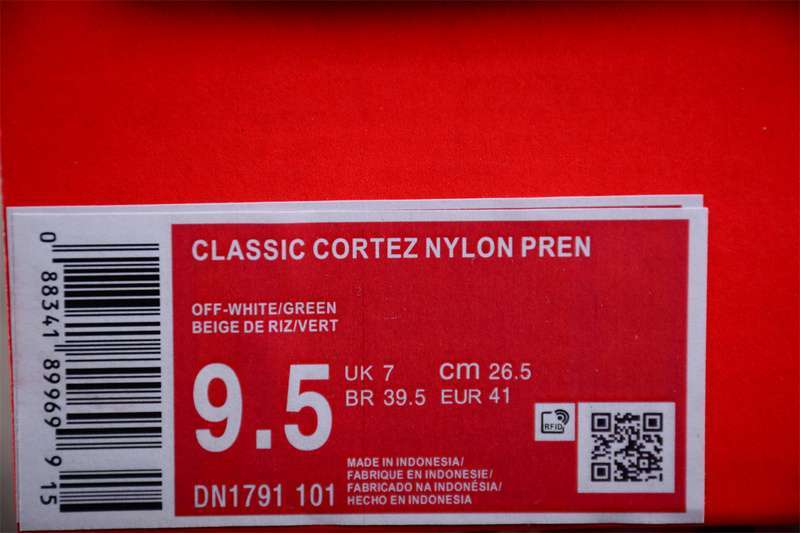 CLASSIC CORTEZ NYLON PREN
OFF-WHITE/GREEN
BEIGE DE RIZ/VERT
9.5
UK 7 cm 26.5
BR 39.5 EUR 41
RFID
MADE IN INDONESIA/
FABRIQUE EN INDONESIE/
FABRICADO NA INDONÉSIA/
HECHO EN INDONESIA
DN1791 101
0 88341 89969 9 15